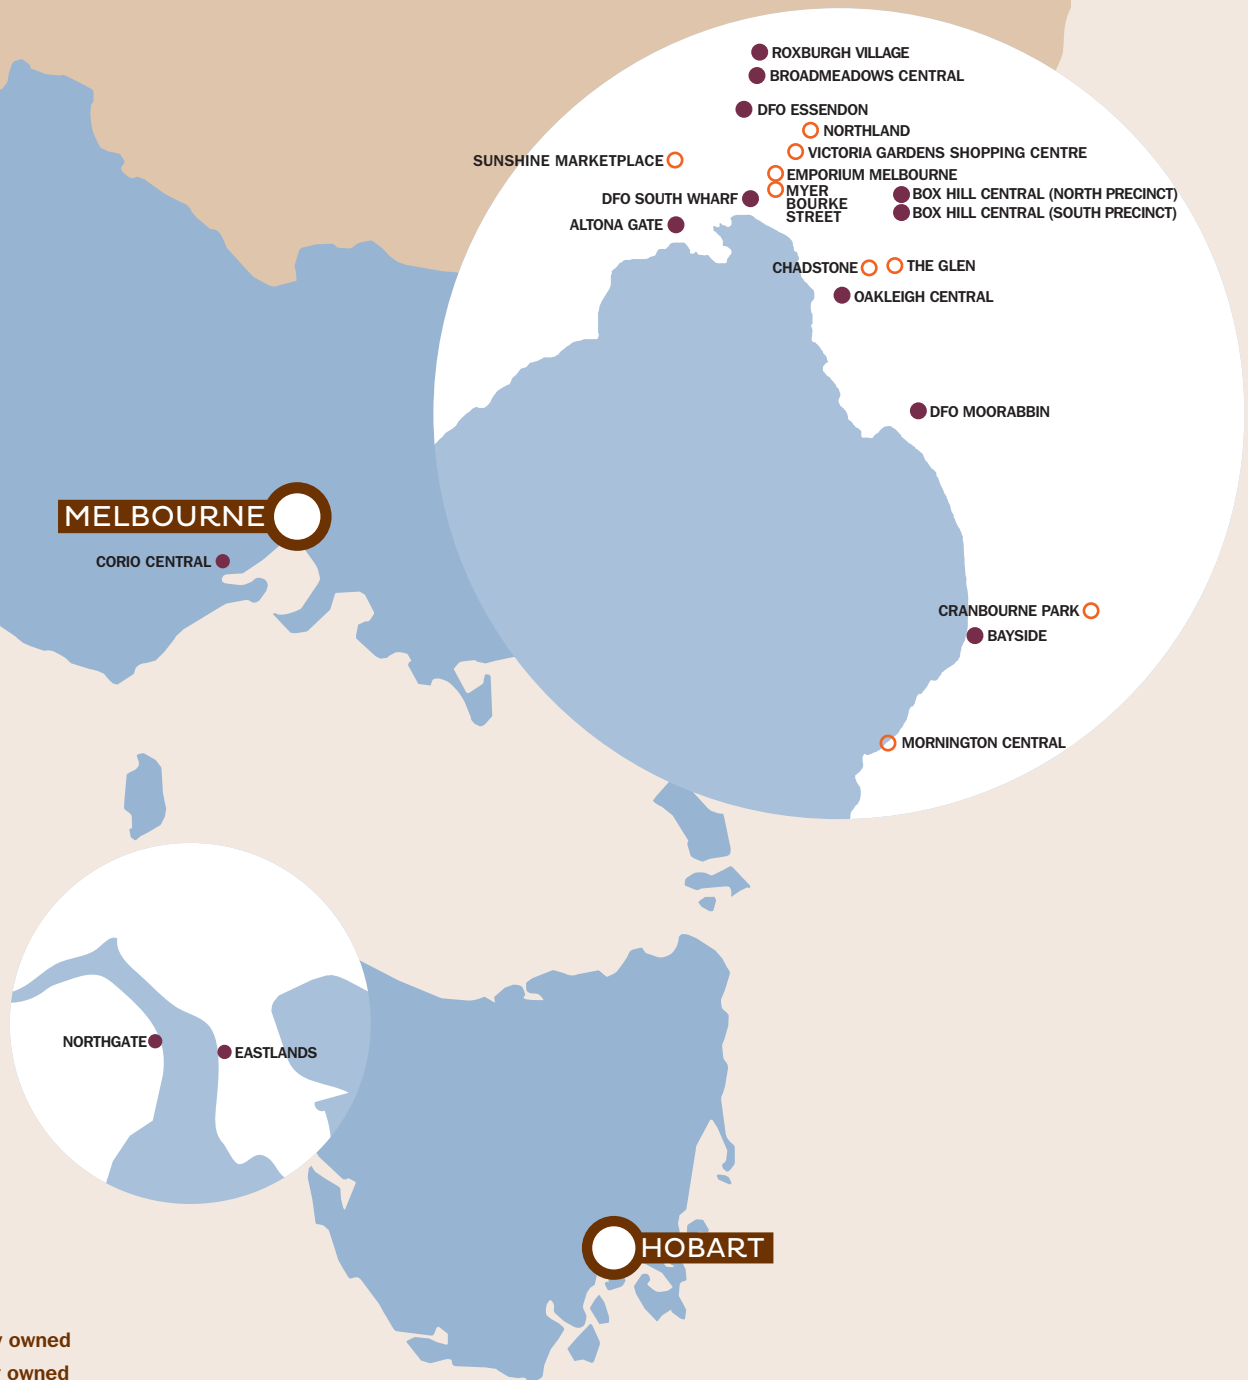 ROXBURGH VILLAGE
BROADMEADOWS CENTRAL
DFO ESSENDON
NORTHLAND
VICTORIA GARDENS SHOPPING CENTRE
SUNSHINE MARKETPLACE
EMPORIUM MELBOURNE
MYER
BOURKE
STREET
DFO SOUTH WHARF
BOX HILL CENTRAL (NORTH PRECINCT)
BOX HILL CENTRAL (SOUTH PRECINCT)
ALTONA GATE
CHADSTONE
THE GLEN
OAKLEIGH CENTRAL
DFO MOORABBIN
MELBOURNE
CORIO CENTRAL
CRANBOURNE PARK
BAYSIDE
MORNINGTON CENTRAL
NORTHGATE
EASTLANDS
HOBART
owned
owned